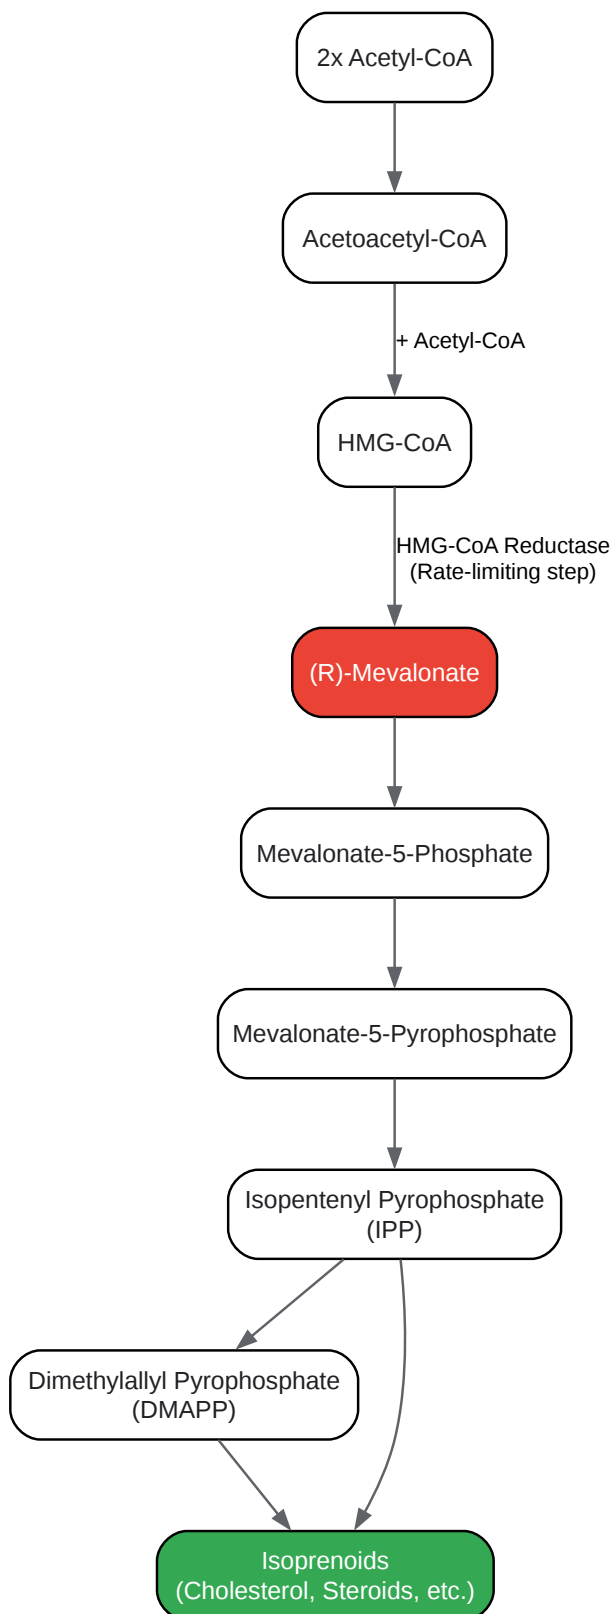 2x Acetyl-CoA
Acetoacetyl-CoA
+ Acetyl-CoA
HMG-CoA
HMG-CoA Reductase
(Rate-limiting step)
(R)-Mevalonate
Mevalonate-5-Phosphate
Mevalonate-5-Pyrophosphate
Isopentenyl Pyrophosphate
(IPP)
Dimethylallyl Pyrophosphate
(DMAPP)
Isoprenoids
(Cholesterol, Steroids, etc.)